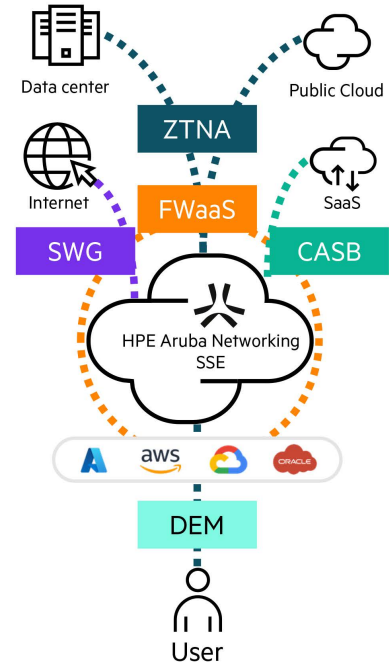 Data center
Public Cloud
ZTNA
Internet
FWaaS
SaaS
SWG
CASB
HPE Aruba Networking
SSE
aws
ORACLE
DEM
User